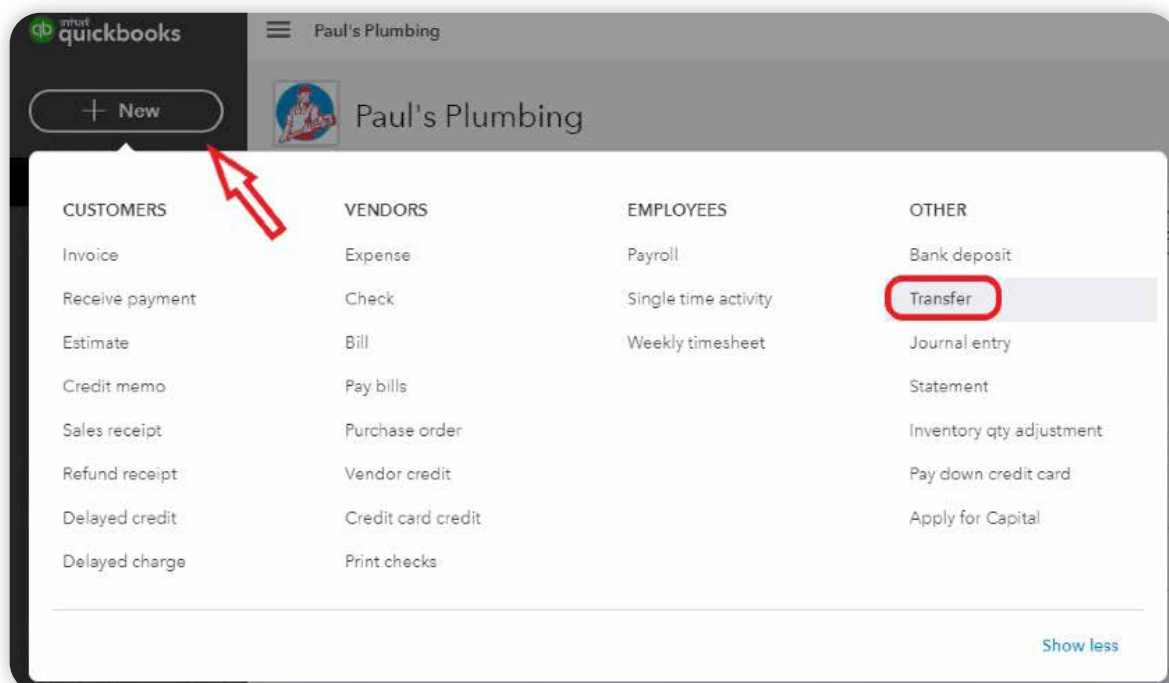 intuit
quickbooks
Paul's Plumbing
+ New
Paul's Plumbing
CUSTOMERS
Invoice
Receive payment
Estimate
Credit memo
Sales receipt
Refund receipt
Delayed credit
Delayed charge
VENDORS
Expense
Check
Bill
Pay bills
Purchase order
Vendor credit
Credit card credit
Print checks
EMPLOYEES
Payroll
Single time activity
Weekly timesheet
OTHER
Bank deposit
Transfer
Journal entry
Statement
Inventory qty adjustment
Pay down credit card
Apply for Capital
Show less